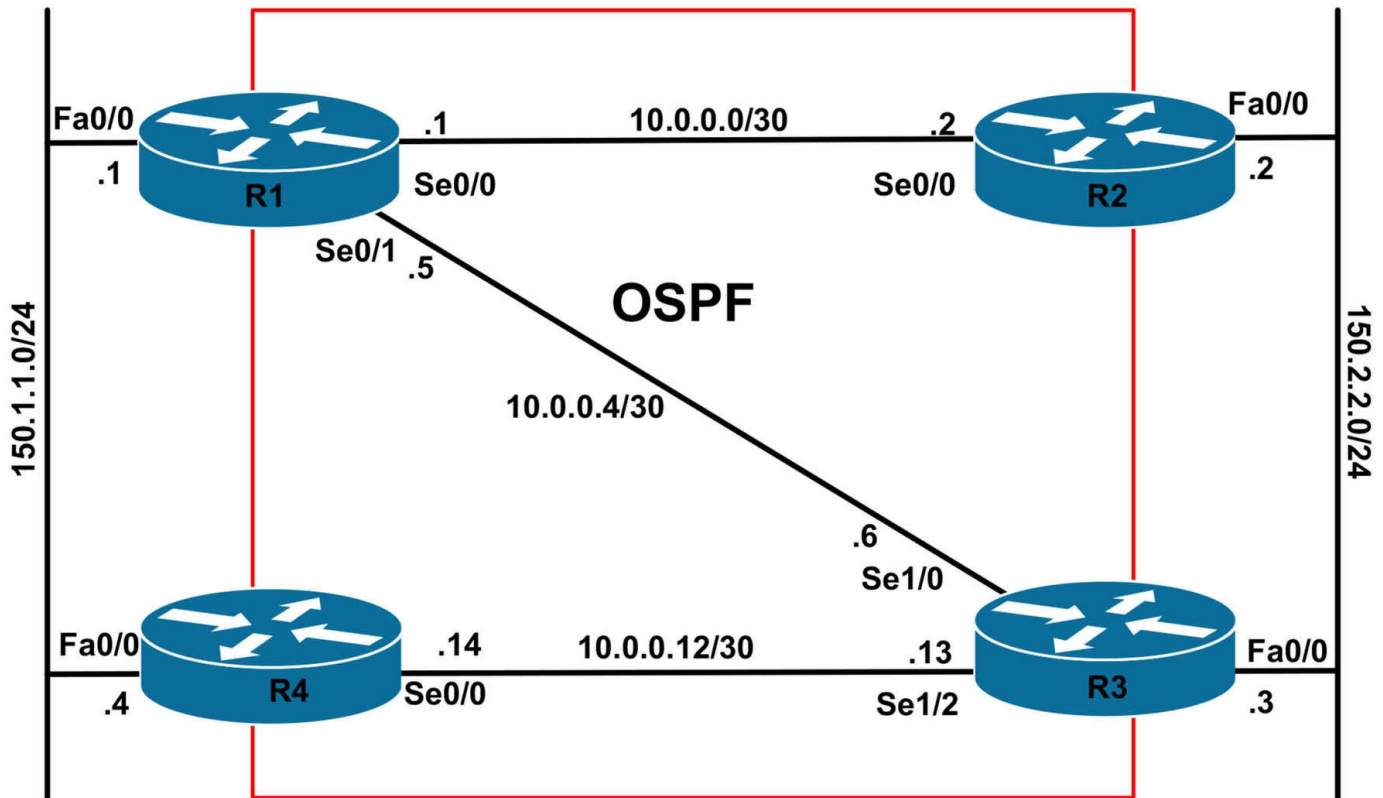 Fa0/0
.1
R1
.1
Se0/0
Se0/1
.5
10.0.0.0/30
.2
Se0/0
R2
Fa0/0
.2
OSPF
150.1.1.0/24
10.0.0.4/30
150.2.2.0/24
.6
Se1/0
Fa0/0
.4
R4
.14
Se0/0
10.0.0.12/30
.13
Se1/2
R3
Fa0/0
.3